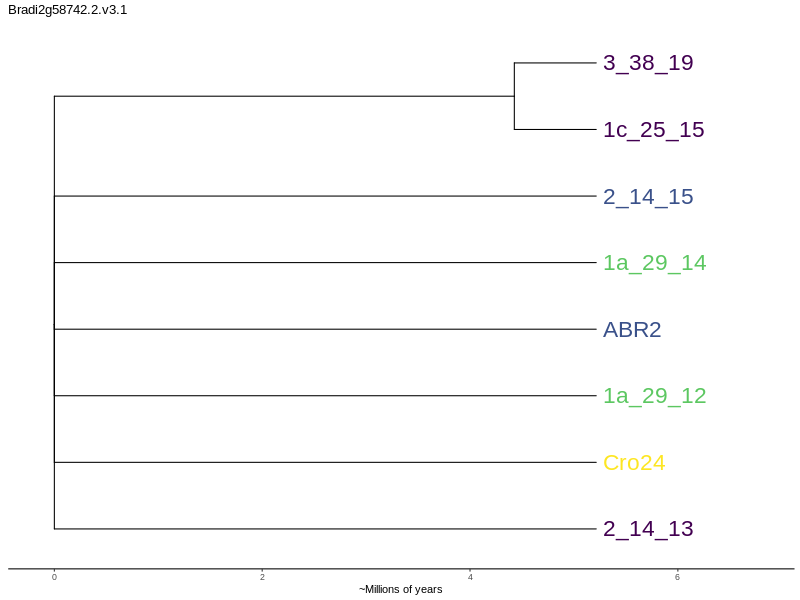 Bradi2g58742.2.v3.1
3_38_19
1c_25_15
2_14_15
1a_29_14
ABR2
1a_29_12
Cro24
2_14_13
0 2 4 6
~Millions of years